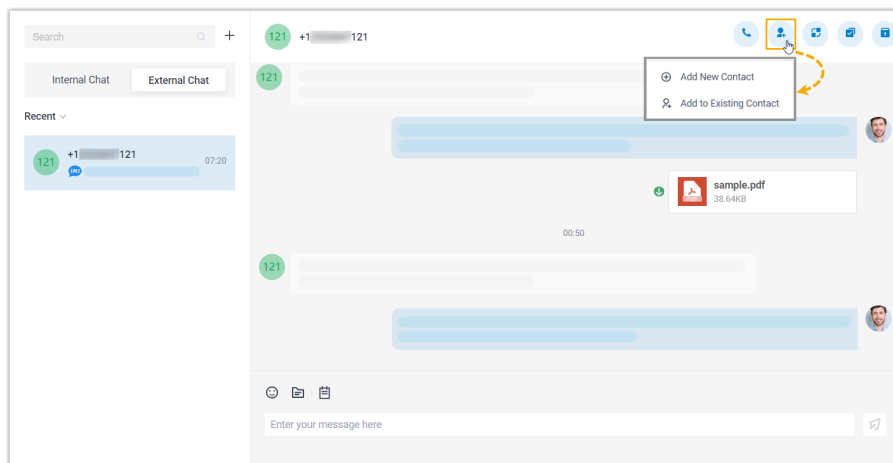 Search
+
121
+1 121
Internal Chat
External Chat
Recent
121
+1 121
07:20
SMS
121
Add New Contact
Add to Existing Contact
sample.pdf
38.64KB
PDF
00:50
121
Enter your message here